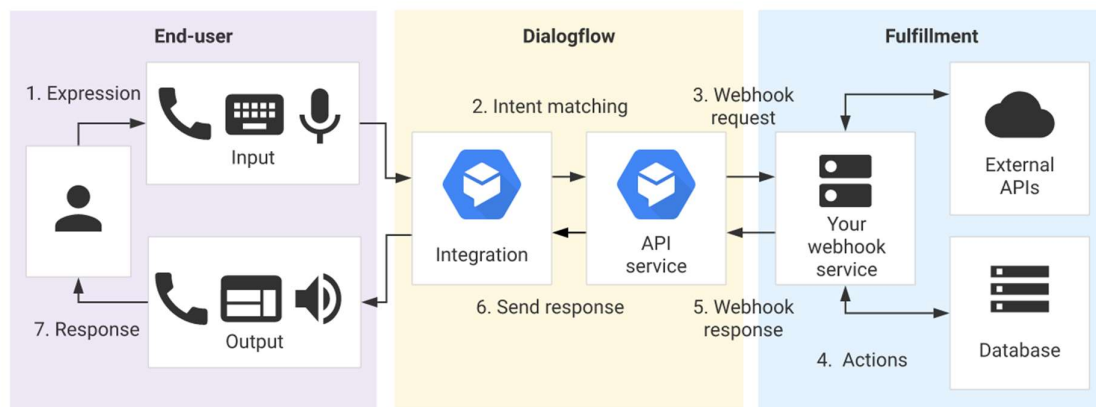 End-user
Dialogflow
Fulfillment
1. Expression
Input
2. Intent matching
3. Webhook
request
External
APIs
Integration
API
service
Your
webhook
service
7. Response
Output
6. Send response
5. Webhook
response
4. Actions
Database